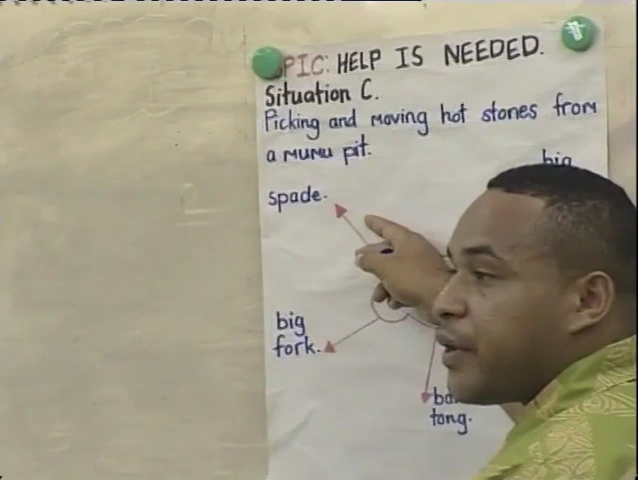 PIC: HELP IS NEEDED.
Situation C.
Picking and moving hot stones from
a mumu pit.
big
spade.
big
fork.
tong.